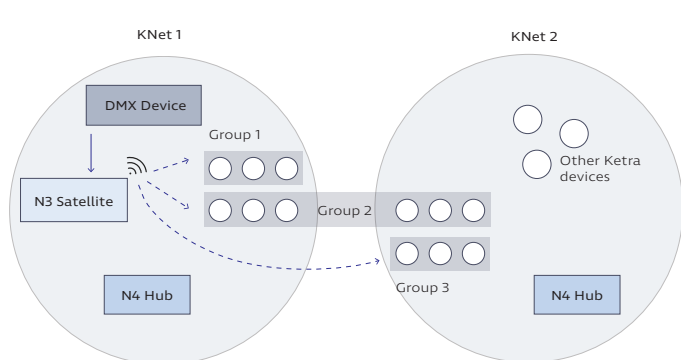 KNet 1
KNet 2
DMX Device
Group 1
Other Ketra
devices
N3 Satellite
Group 2
Group 3
N4 Hub
N4 Hub